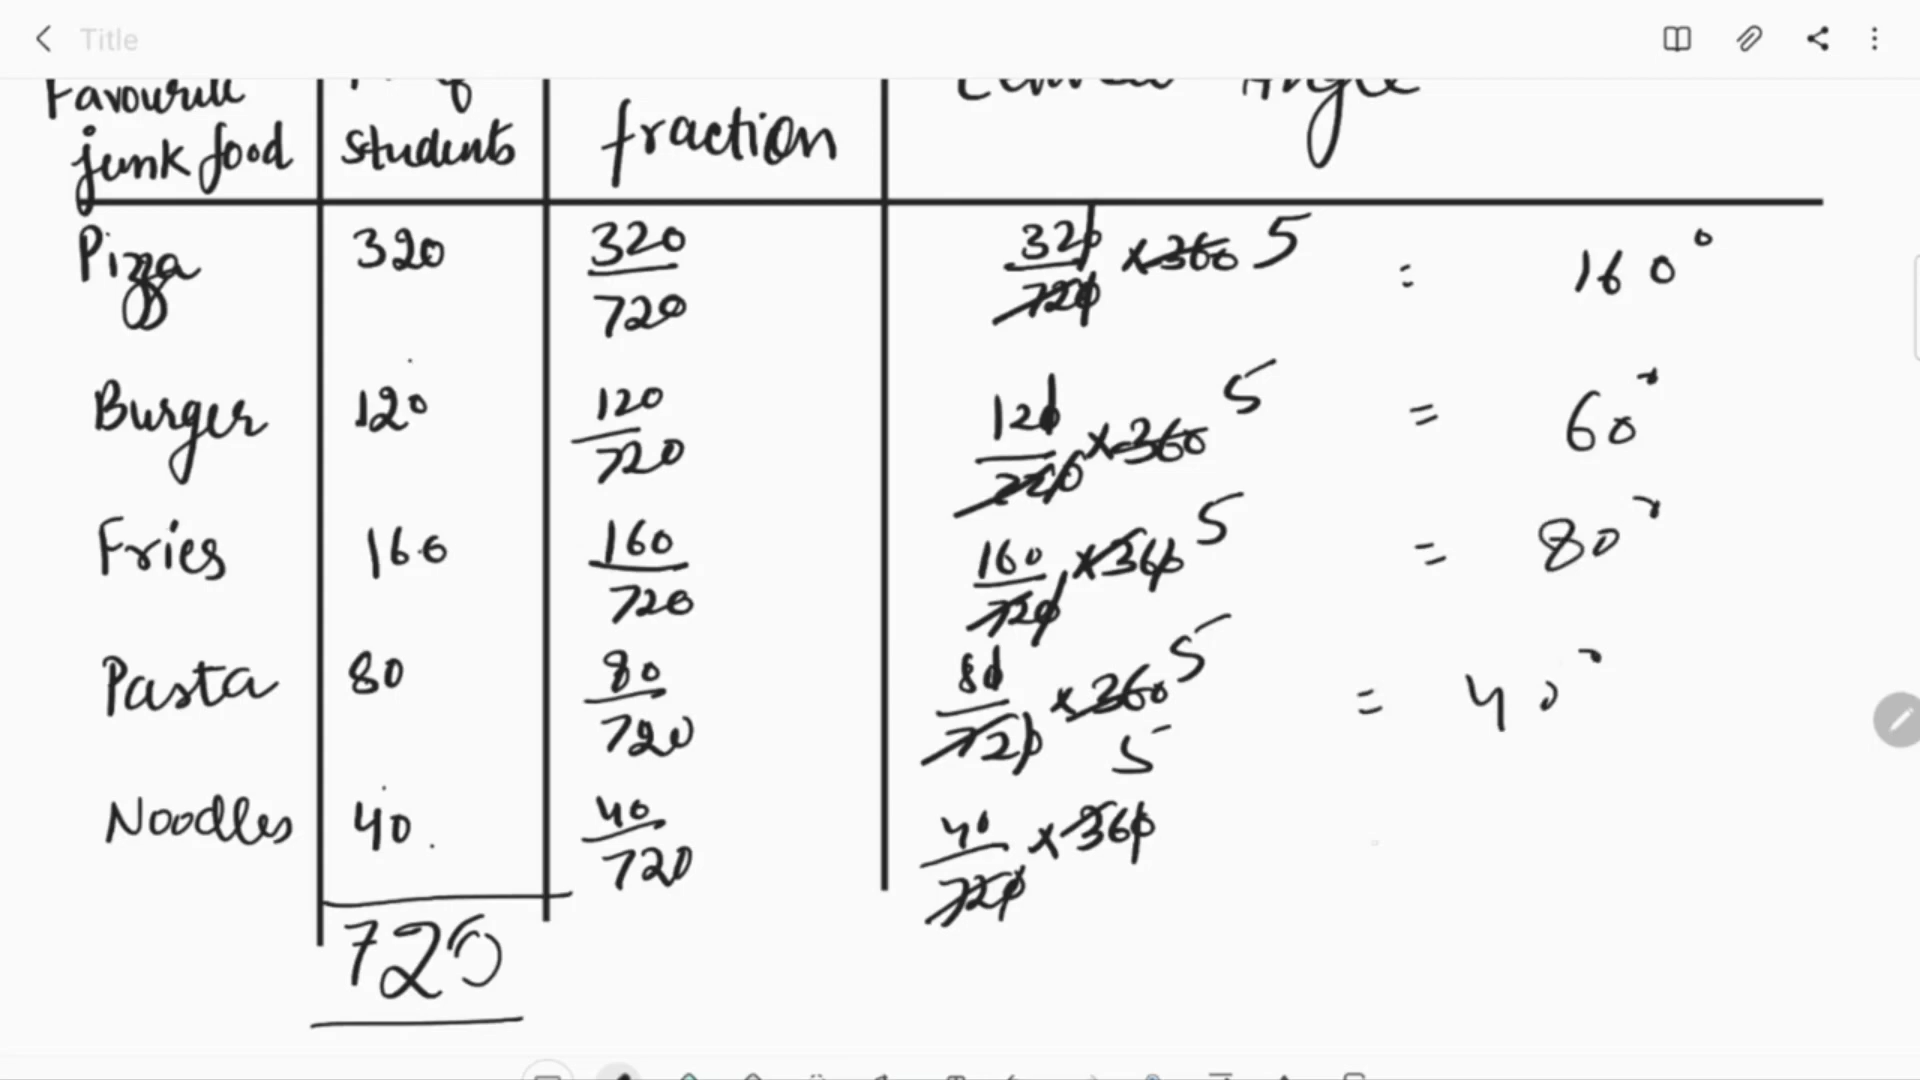 Title
Favourite
junk food students fraction Central Angle
Pizza 320 320/720 320/720 x 360 5 = 160°
Burger 120 120/720 120/720 x 360 5 = 60°
Fries 160 160/720 160/720 x 360 5 = 80°
Pasta 80 80/720 80/720 x 360 5 = 40°
Noodles 40 40/720 40/720 x 360 5
720